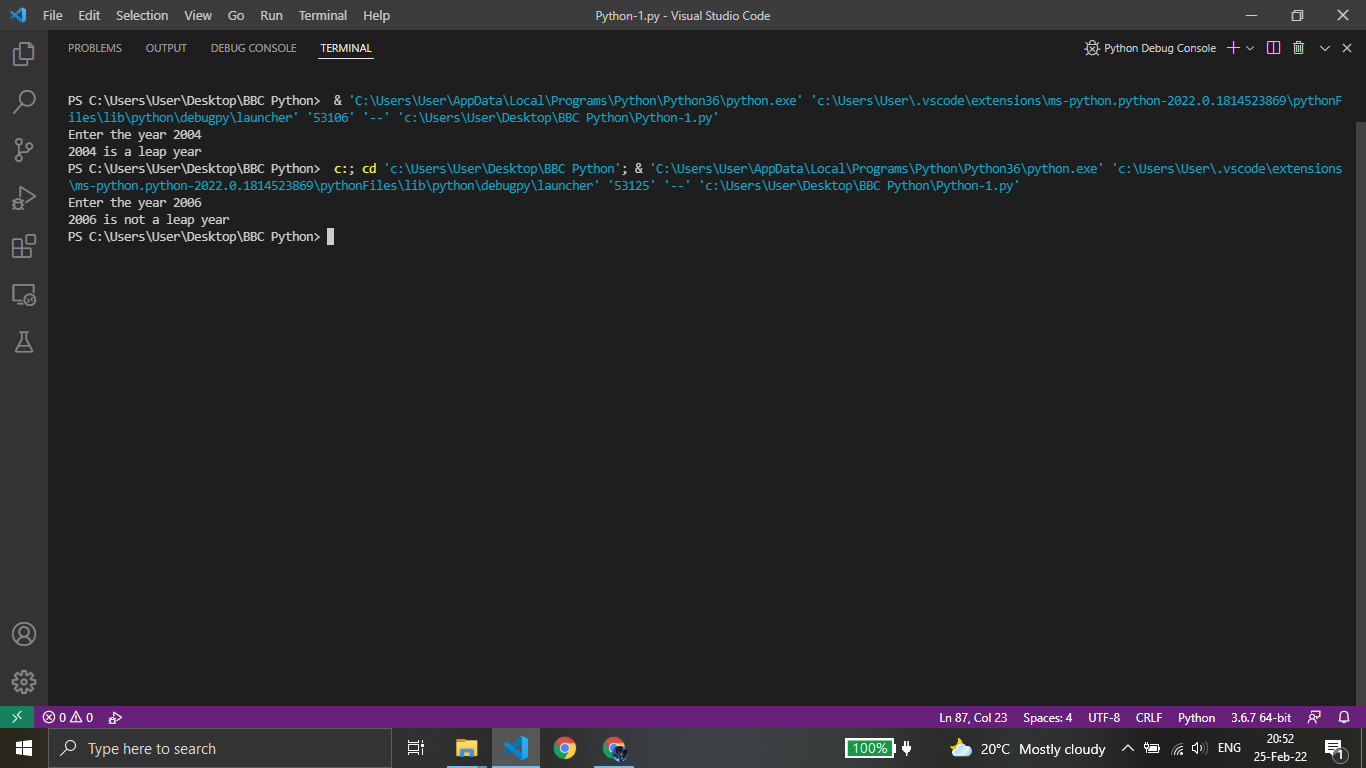 File Edit Selection View Go Run Terminal Help Python-1.py - Visual Studio Code
PROBLEMS OUTPUT DEBUG CONSOLE TERMINAL Python Debug Console
PS C:\Users\User\Desktop\BBC Python>  & 'C:\Users\User\AppData\Local\Programs\Python\Python36\python.exe' 'c:\Users\User\.vscode\extensions\ms-python.python-2022.0.1814523869\pythonF
iles\lib\python\debugpy\launcher' '53106' '--' 'c:\Users\User\Desktop\BBC Python\Python-1.py'
Enter the year 2004
2004 is a leap year
PS C:\Users\User\Desktop\BBC Python>  c:; cd 'c:\Users\User\Desktop\BBC Python'; & 'C:\Users\User\AppData\Local\Programs\Python\Python36\python.exe' 'c:\Users\User\.vscode\extensions
\ms-python.python-2022.0.1814523869\pythonFiles\lib\python\debugpy\launcher' '53125' '--' 'c:\Users\User\Desktop\BBC Python\Python-1.py'
Enter the year 2006
2006 is not a leap year
PS C:\Users\User\Desktop\BBC Python>
0 0 Ln 87, Col 23 Spaces: 4 UTF-8 CRLF Python 3.6.7 64-bit
Type here to search 100% 20°C Mostly cloudy ENG 20:52
25-Feb-22 1